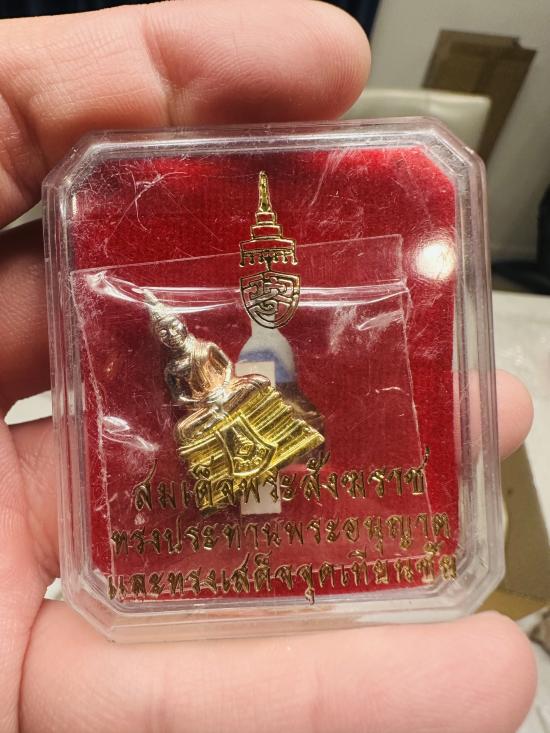 สมเด็จพระสังฆราช
ทรงประทานพระอนุญาต
และทรงเสด็จจุดเทียนชัย